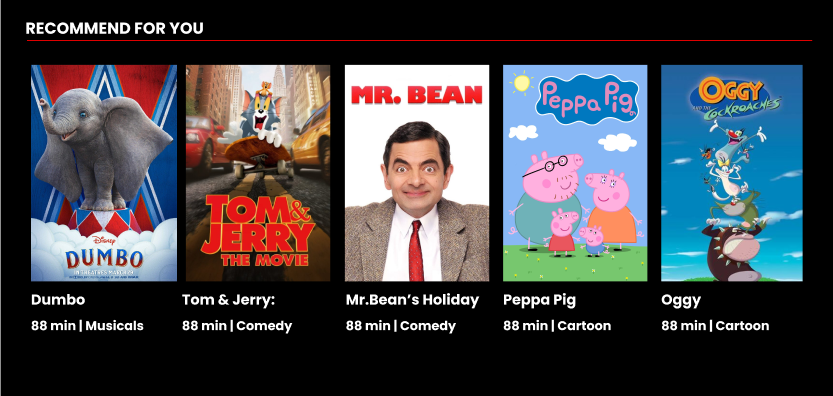 RECOMMEND FOR YOU
Disney
DUMBO
IN THEATRES MARCH 29
TOM &
JERRY
THE MOVIE
MR. BEAN
Peppa Pig
OGGY
AND THE
COCKROACHES
Dumbo
Tom & Jerry:
Mr.Bean’s Holiday
Peppa Pig
Oggy
88 min | Musicals
88 min | Comedy
88 min | Comedy
88 min | Cartoon
88 min | Cartoon